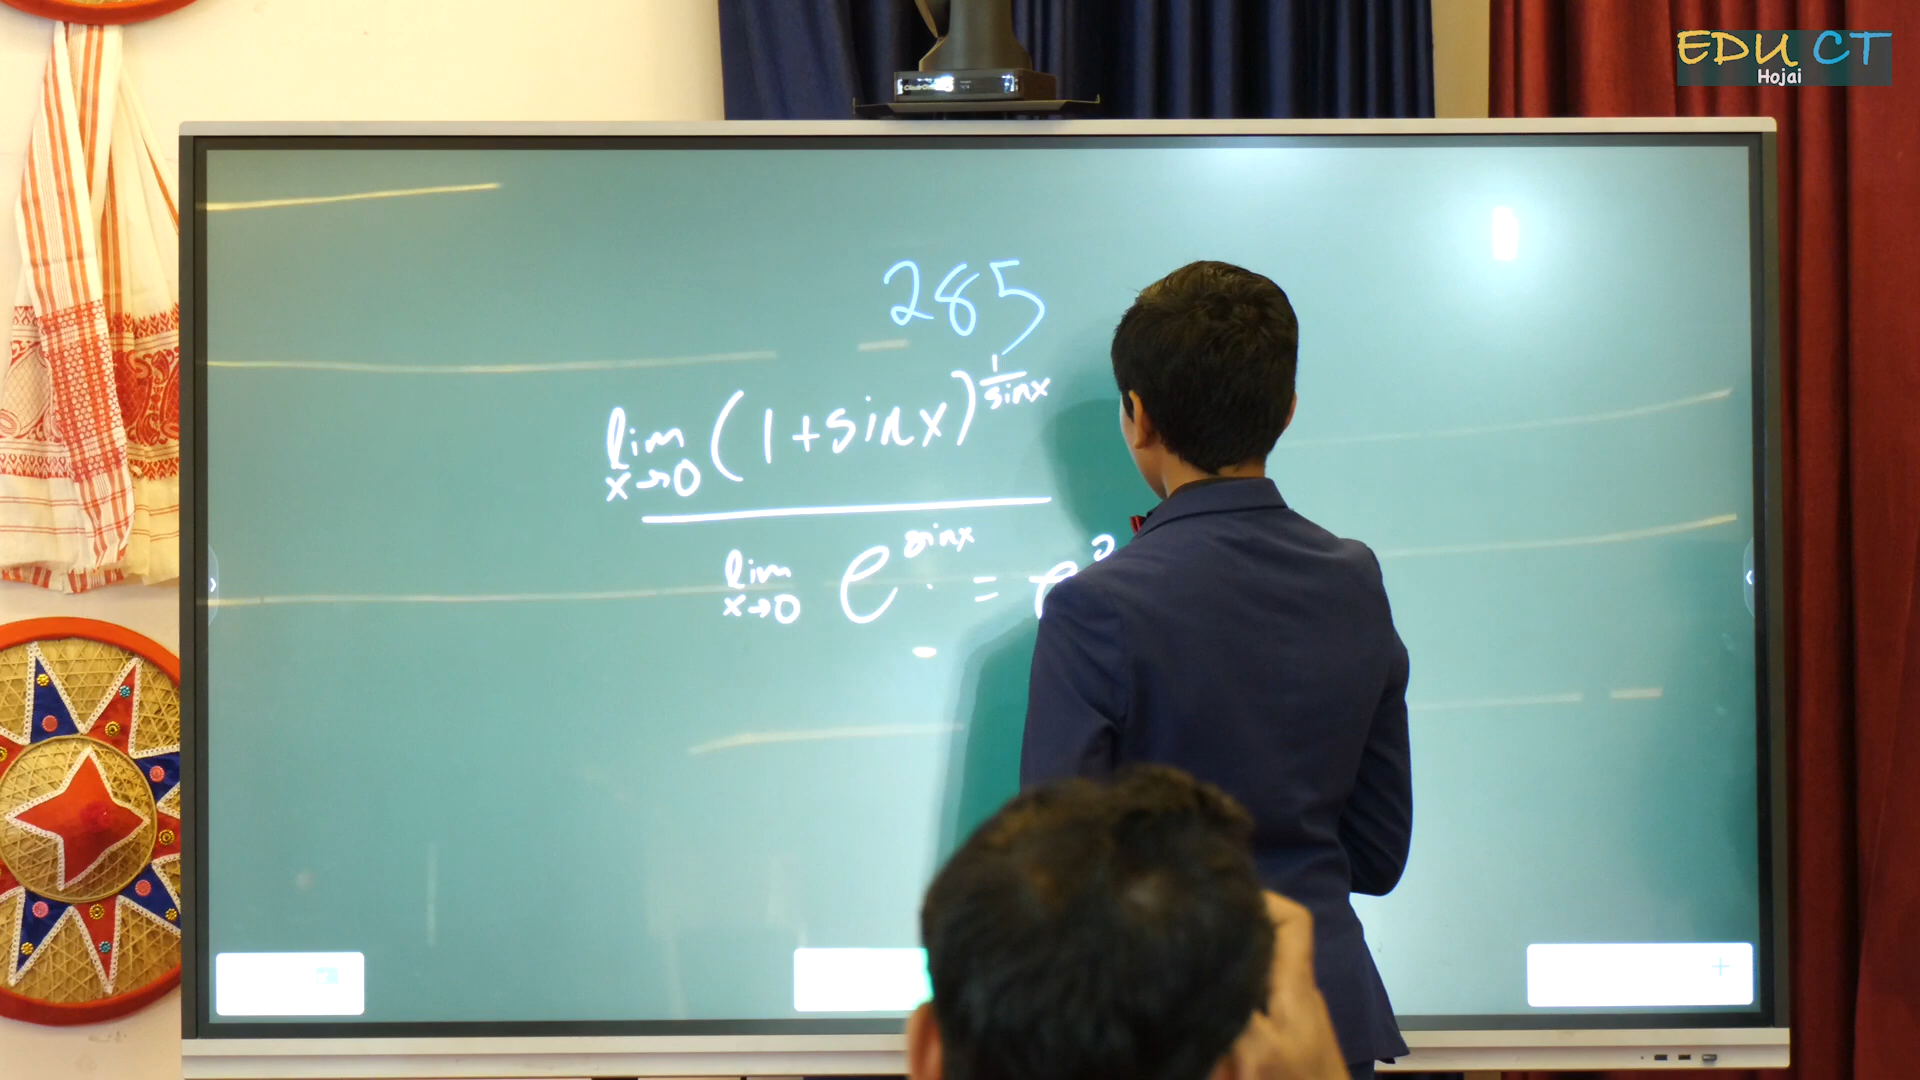 EDU CT
Hojai
285
lim x→0 (1+sinx)^1/sinx
lim x→0 e^sinx = e